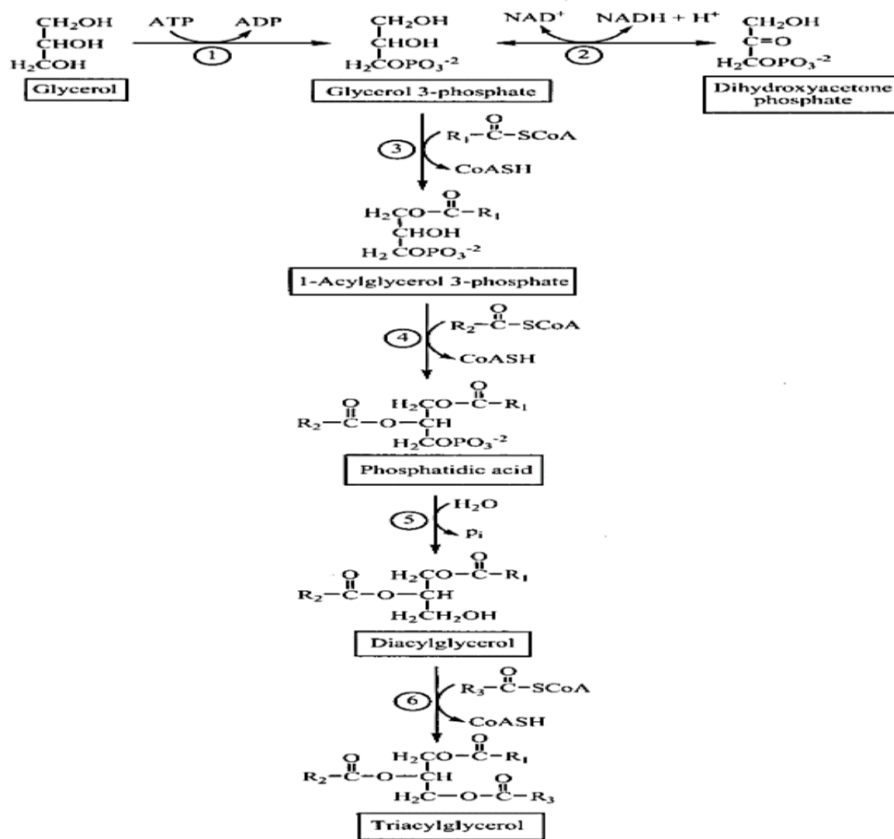 CH₂OH ATP ADP CH₂OH NAD⁺ NADH + H⁺ CH₂OH
CHOH 1 CHOH 2 C=O
H₂COH H₂COPO₃⁻² H₂COPO₃⁻²
Glycerol Glycerol 3-phosphate Dihydroxyacetone
phosphate
O
3 R₁–C–SCoA
CoASH
O
H₂CO–C–R₁
CHOH
H₂COPO₃⁻²
1-Acylglycerol 3-phosphate
O
4 R₂–C–SCoA
CoASH
O
O H₂CO–C–R₁
R₂–C–O–CH
H₂COPO₃⁻²
Phosphatidic acid
H₂O
5
Pi
O
O H₂CO–C–R₁
R₂–C–O–CH
H₂CH₂OH
Diacylglycerol
O
6 R₃–C–SCoA
CoASH
O
O H₂CO–C–R₁
R₂–C–O–CH O
H₂C–O–C–R₃
Triacylglycerol